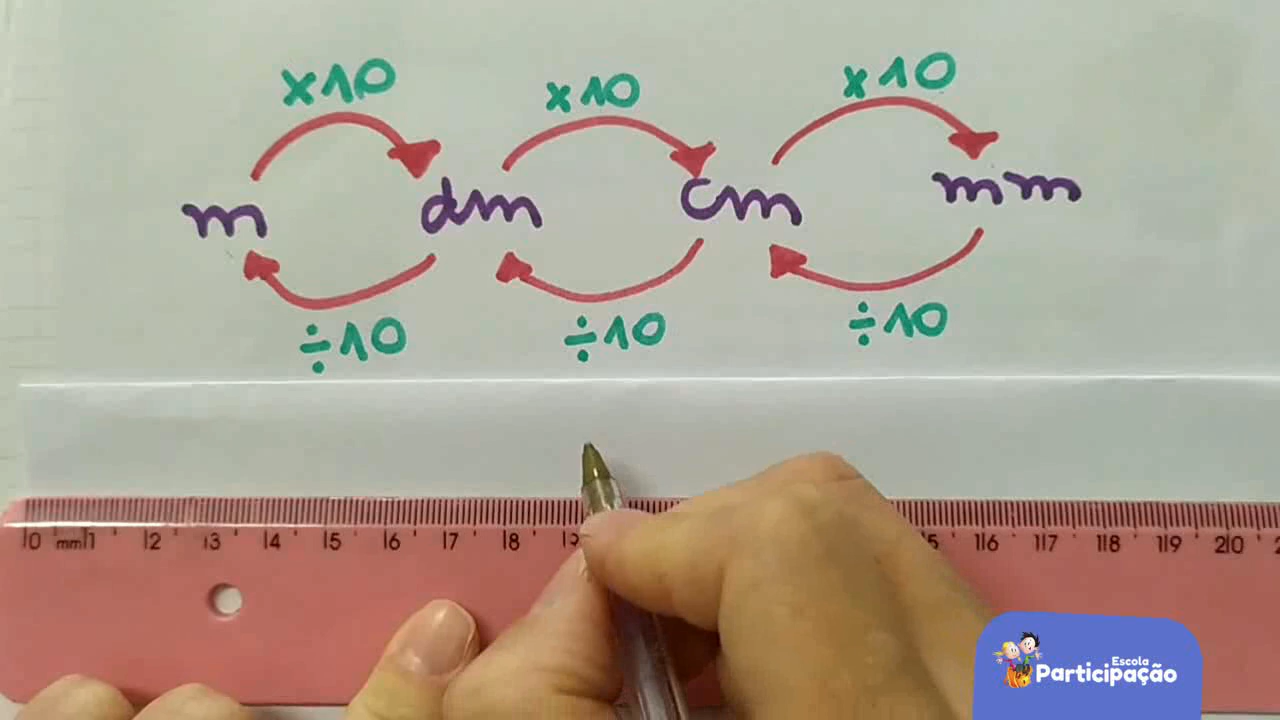 x10 x10 x10
m dm cm mm
÷10 ÷10 ÷10
0 mm 1 2 3 4 5 6 7 8 16 17 18 19 20
Escola
Participação